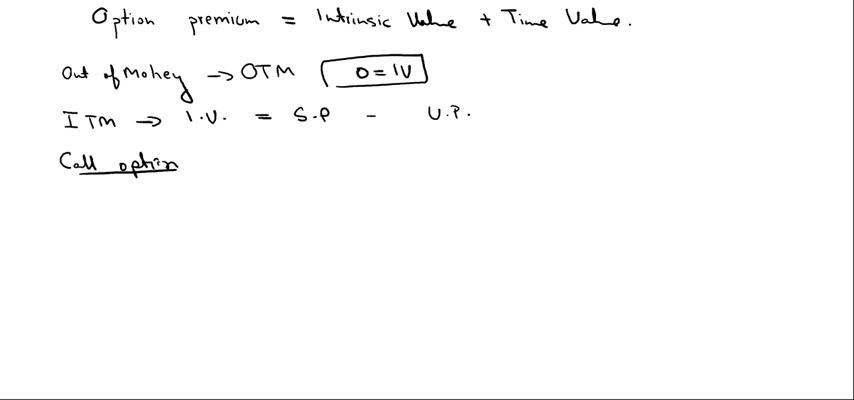 Option premium = Intrinsic Value + Time Value.
Out of Money → OTM 0 = IV
ITM → I.V. = S.P - U.P.
Call option